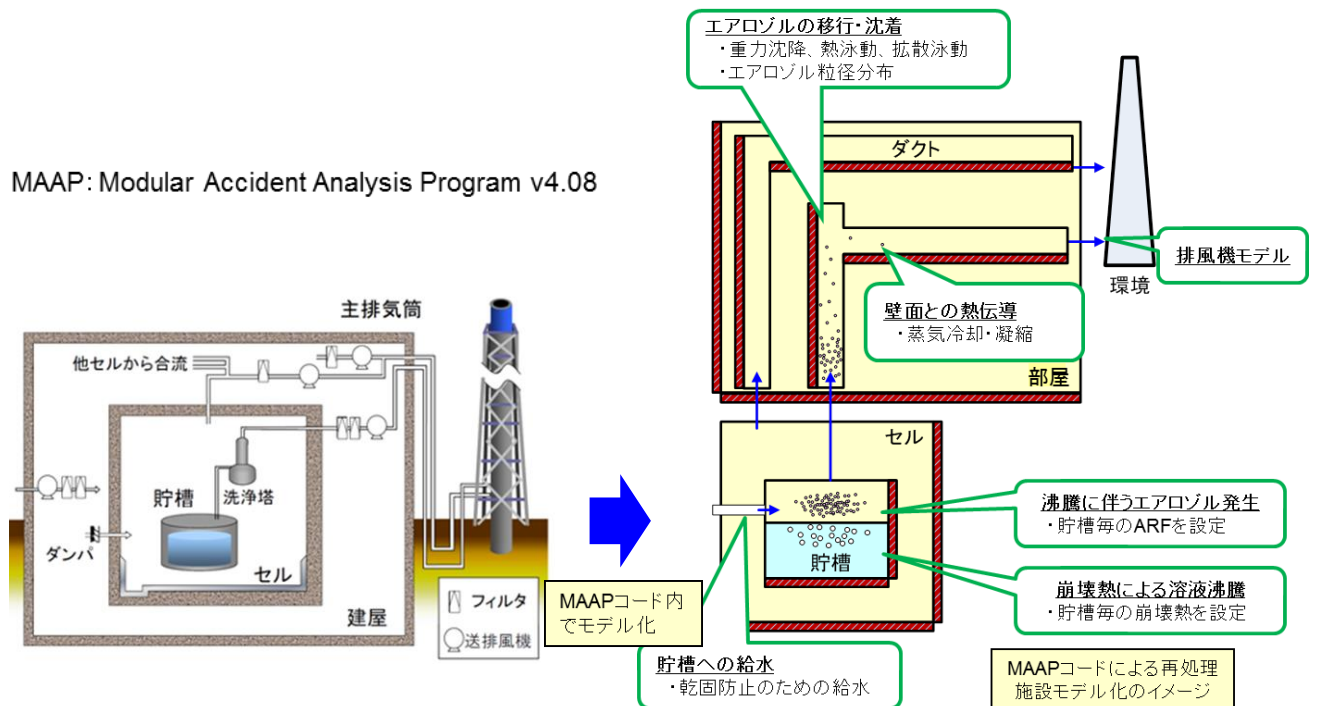 MAAP: Modular Accident Analysis Program v4.08
主排気筒
他セルから合流
貯槽
洗浄塔
ダンパ
セル
建屋
フィルタ
送排風機
MAAPコード内
でモデル化
エアロゾルの移行・沈着
・重力沈降、熱泳動、拡散泳動
・エアロゾル粒径分布
ダクト
排風機モデル
環境
壁面との熱伝導
・蒸気冷却・凝縮
部屋
セル
沸騰に伴うエアロゾル発生
・貯槽毎のARFを設定
貯槽
崩壊熱による溶液沸騰
・貯槽毎の崩壊熱を設定
貯槽への給水
・乾固防止のための給水
MAAPコードによる再処理
施設モデル化のイメージ